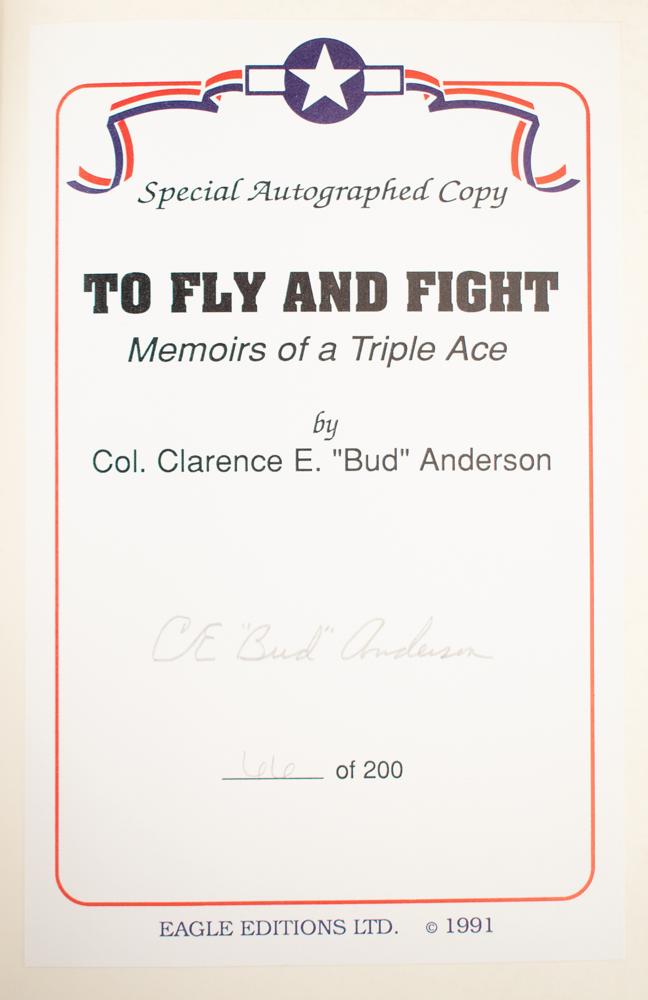 Special Autographed Copy
TO FLY AND FIGHT
Memoirs of a Triple Ace
by
Col. Clarence E. "Bud" Anderson
CE "Bud" Anderson
66 of 200
EAGLE EDITIONS LTD. © 1991